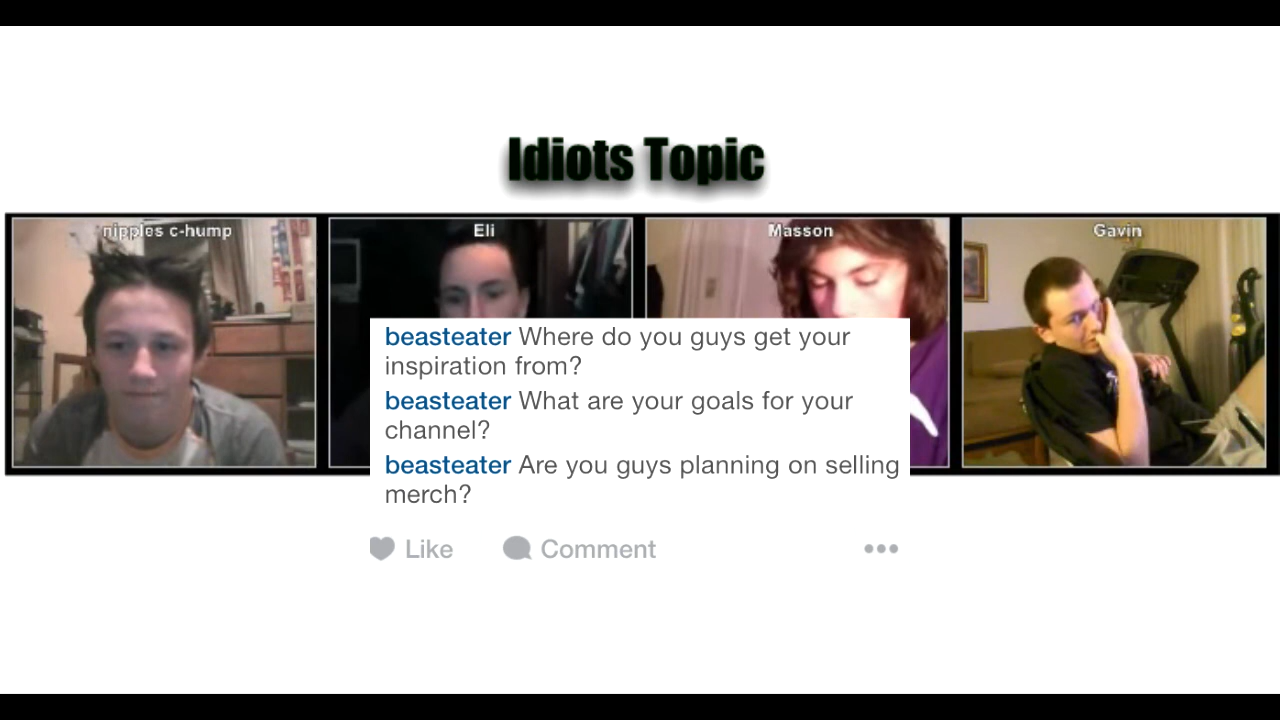 Idiots Topic
nipples c-hump
Eli
Masson
Gavin
beasteater Where do you guys get your
inspiration from?
beasteater What are your goals for your
channel?
beasteater Are you guys planning on selling
merch?
Like
Comment